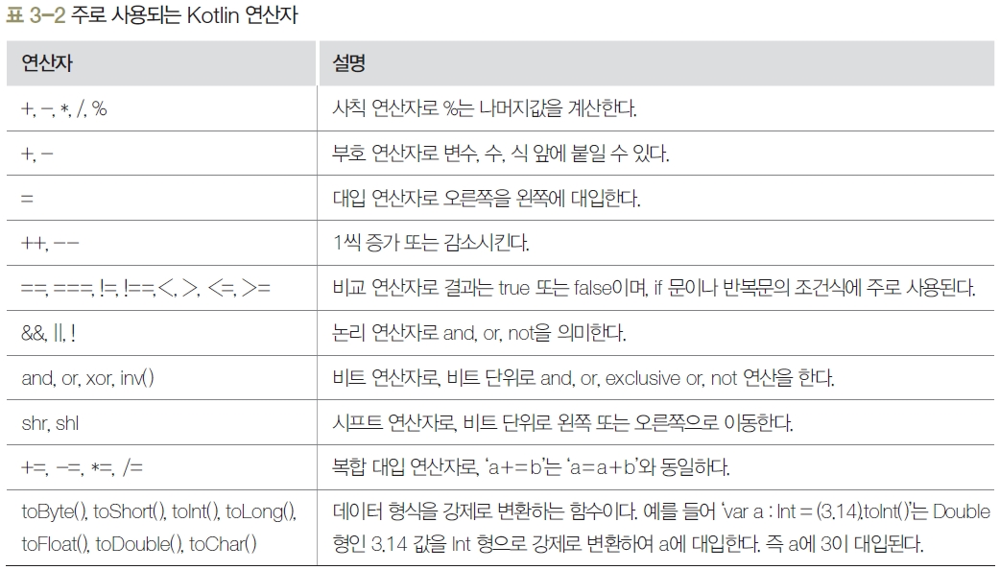 표 3-2 주로 사용되는 Kotlin 연산자
연산자 설명
+, -, *, /, % 사칙 연산자로 %는 나머지값을 계산한다.
+, - 부호 연산자로 변수, 수, 식 앞에 붙일 수 있다.
= 대입 연산자로 오른쪽을 왼쪽에 대입한다.
++, -- 1씩 증가 또는 감소시킨다.
==, ===, !=, !==, <, >, <=, >= 비교 연산자로 결과는 true 또는 false이며, if 문이나 반복문의 조건식에 주로 사용된다.
&&, ||, ! 논리 연산자로 and, or, not을 의미한다.
and, or, xor, inv() 비트 연산자로, 비트 단위로 and, or, exclusive or, not 연산을 한다.
shr, shl 시프트 연산자로, 비트 단위로 왼쪽 또는 오른쪽으로 이동한다.
+=, -=, *=, /= 복합 대입 연산자로, ‘a+=b’는 ‘a=a+b’와 동일하다.
toByte(), toShort(), toInt(), toLong(),
toFloat(), toDouble(), toChar()
데이터 형식을 강제로 변환하는 함수이다. 예를 들어 ‘var a : Int = (3.14).toInt()’는 Double
형인 3.14 값을 Int 형으로 강제로 변환하여 a에 대입한다. 즉 a에 3이 대입된다.